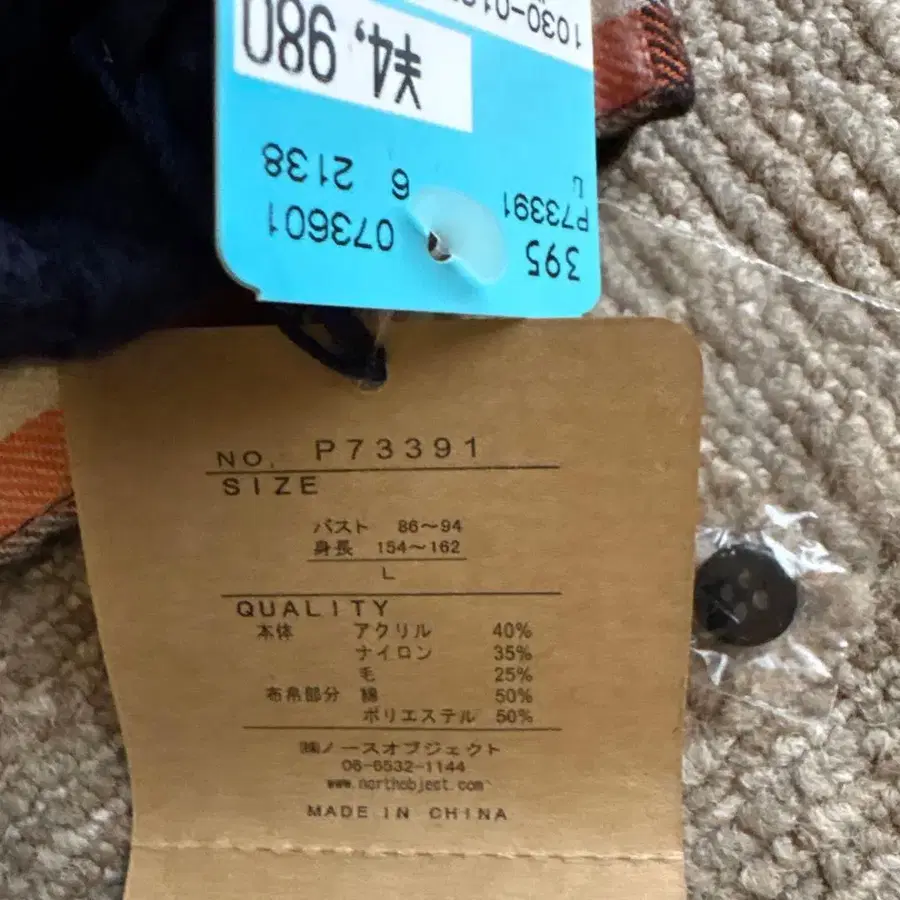 ¥4,980
2138 6
073601
L
P73391
395
NO. P73391
SIZE
バスト 86～94
身長 154～162
L
QUALITY
本体 アクリル 40%
ナイロン 35%
毛 25%
布帛部分 綿 50%
ポリエステル 50%
㈱ノースオブジェクト
06-6532-1144
www.northobject.com
MADE IN CHINA